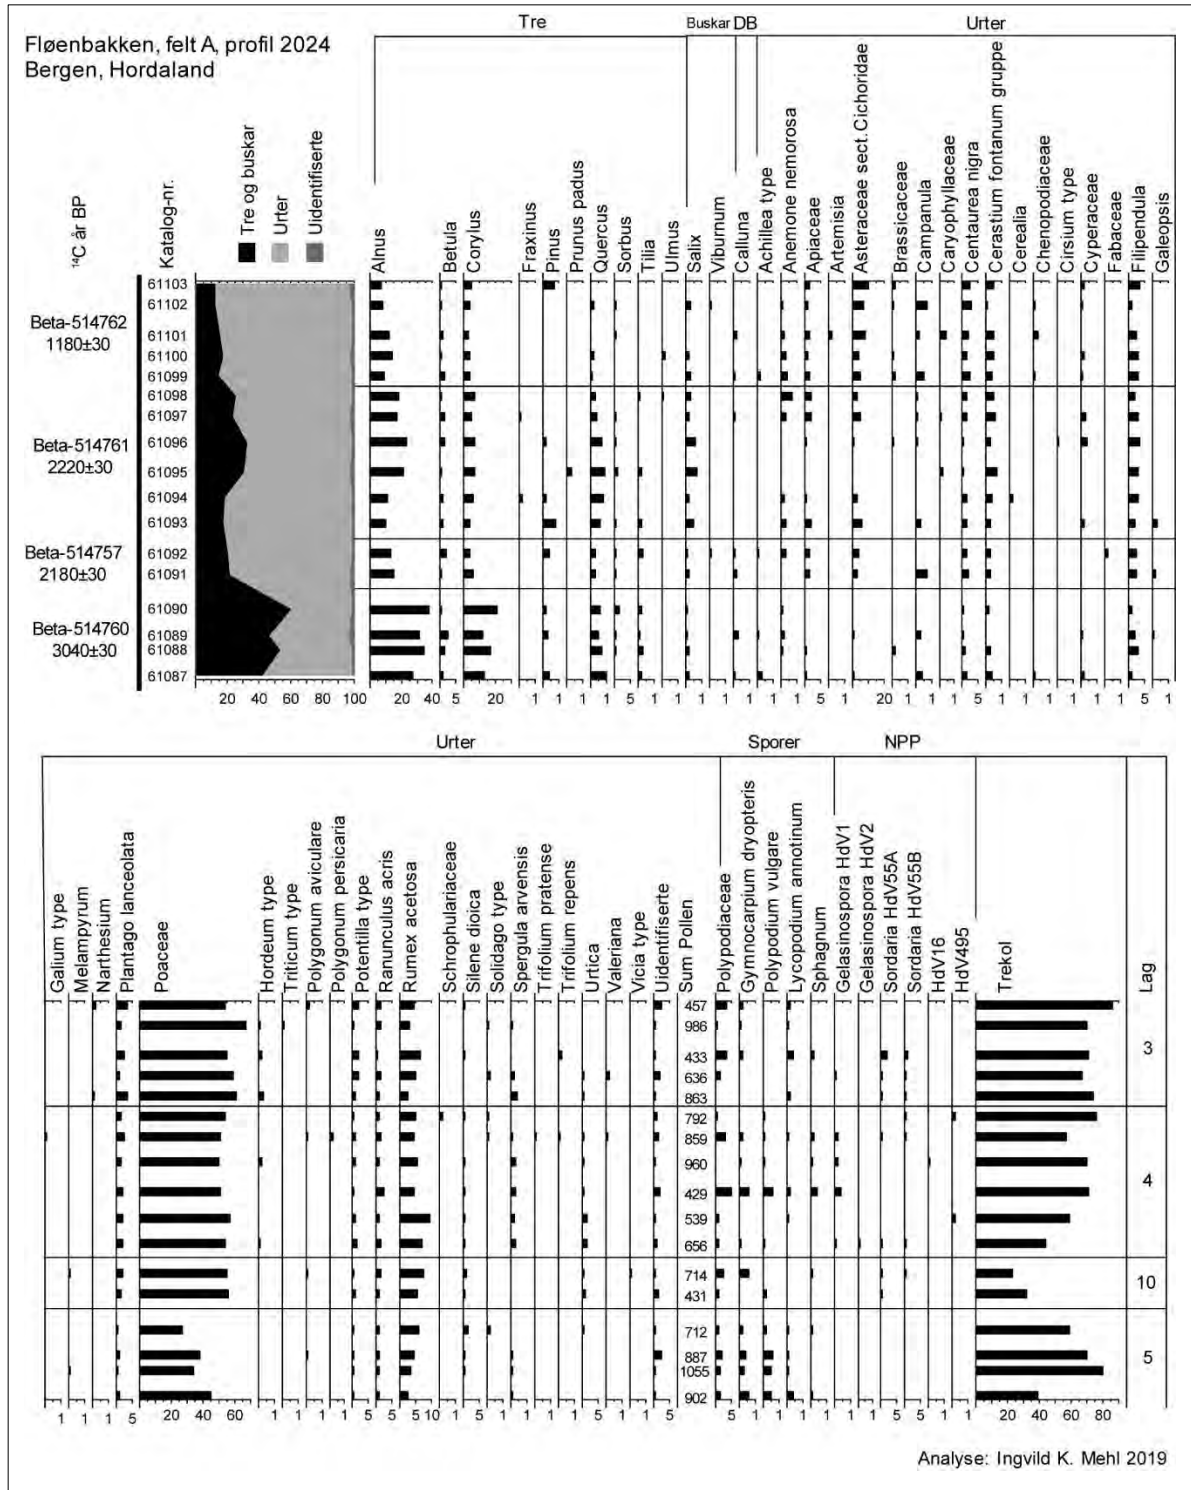 Fløenbakken, felt A, profil 2024
Bergen, Hordaland
Tre
Buskar
DB
Urter
¹⁴C år BP
Katalog-nr.
Tre og buskar
Urter
Uidentifiserte
Alnus
Betula
Corylus
Fraxinus
Pinus
Prunus padus
Quercus
Sorbus
Tilia
Ulmus
Salix
Viburnum
Calluna
Achillea type
Anemone nemorosa
Apiaceae
Artemisia
Asteraceae sect.Cichoridae
Brassicaceae
Campanula
Caryophyllaceae
Centaurea nigra
Cerastium fontanum gruppe
Cerealia
Chenopodiaceae
Cirsium type
Cyperaceae
Fabaceae
Filipendula
Galeopsis
Beta-514762
1180±30
Beta-514761
2220±30
Beta-514757
2180±30
Beta-514760
3040±30
61103
61102
61101
61100
61099
61098
61097
61096
61095
61094
61093
61092
61091
61090
61089
61088
61087
20 40 60 80 100
20 40 5 20 1 1 1 5 1 1 1 5 1 1 1 5 5 1 20 1 5 1 5 5 1 1 1 5 1 5 1
Urter
Sporer
NPP
Galium type
Melampyrum
Narthesium
Plantago lanceolata
Poaceae
Hordeum type
Triticum type
Polygonum aviculare
Polygonum persicaria
Potentilla type
Ranunculus acris
Rumex acetosa
Schrophulariaceae
Silene dioica
Solidago type
Spergula arvensis
Trifolium pratense
Trifolium repens
Urtica
Valeriana
Vicia type
Uidentifiserte
Sum Pollen
Polypodiaceae
Gymnocarpium dryopteris
Polypodium vulgare
Lycopodium annotinum
Sphagnum
Gelasinospora HdV1
Gelasinospora HdV2
Sordaria HdV55A
Sordaria HdV55B
HdV16
HdV495
Trekol
Lag
457
986
433
636
863
792
859
960
429
539
656
714
431
712
887
1055
902
3
4
10
5
1 1 1 5 20 40 60 1 1 1 1 5 5 5 10 1 5 1 1 1 1 5 1 1 5 5 1 1 1 1 1 1 1 1 1 1 20 40 60 80
Analyse: Ingvild K. Mehl 2019